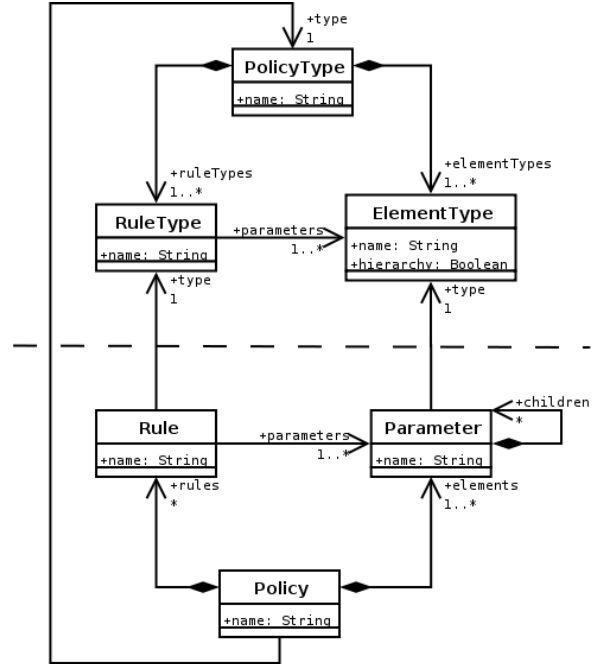 +type
1
PolicyType
+name: String
+ruleTypes
1..*
+elementTypes
1..*
RuleType
+name: String
+parameters
1..*
ElementType
+name: String
+hierarchy: Boolean
+type
1
+type
1
Rule
+name: String
+parameters
1..*
Parameter
+name: String
+children
*
+rules
*
+elements
1..*
Policy
+name: String